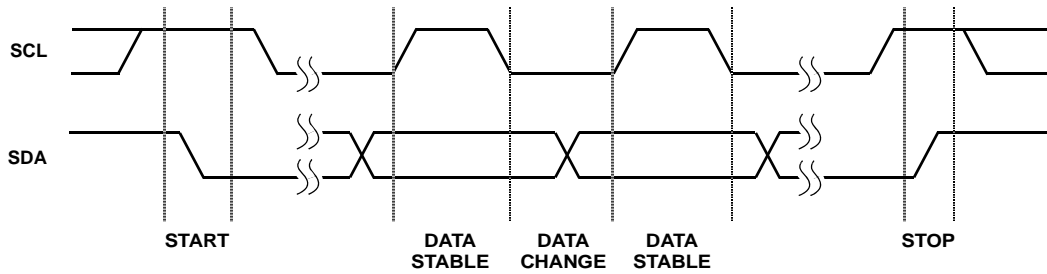 SCL
SDA
START
DATA
STABLE
DATA
CHANGE
DATA
STABLE
STOP